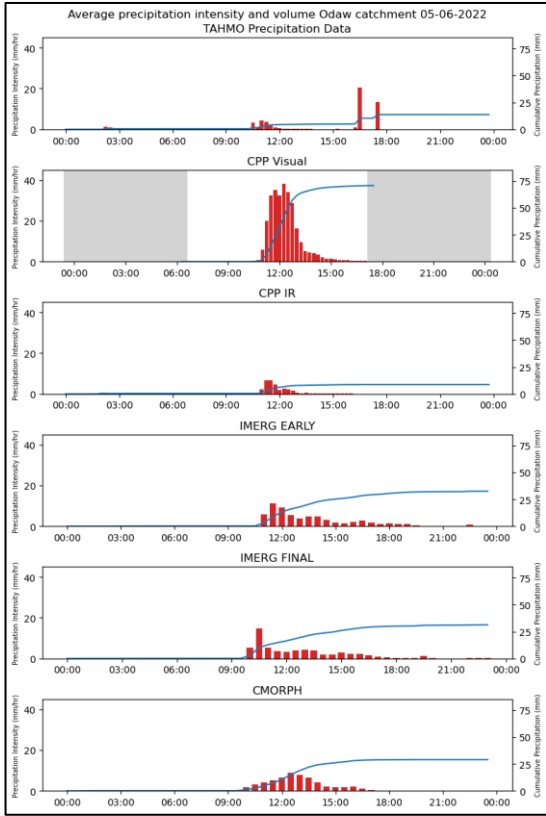 Average precipitation intensity and volume Odaw catchment 05-06-2022
TAHMO Precipitation Data
Precipitation Intensity (mm/hr)
40
20
0
75
50
25
0
Cumulative Precipitation (mm)
00:00 03:00 06:00 09:00 12:00 15:00 18:00 21:00 00:00
CPP Visual
Precipitation Intensity (mm/hr)
40
20
0
75
50
25
0
Cumulative Precipitation (mm)
00:00 03:00 06:00 09:00 12:00 15:00 18:00 21:00 00:00
CPP IR
Precipitation Intensity (mm/hr)
40
20
0
75
50
25
0
Cumulative Precipitation (mm)
00:00 03:00 06:00 09:00 12:00 15:00 18:00 21:00 00:00
IMERG EARLY
Precipitation Intensity (mm/hr)
40
20
0
75
50
25
0
Cumulative Precipitation (mm)
00:00 03:00 06:00 09:00 12:00 15:00 18:00 21:00 00:00
IMERG FINAL
Precipitation Intensity (mm/hr)
40
20
0
75
50
25
0
Cumulative Precipitation (mm)
00:00 03:00 06:00 09:00 12:00 15:00 18:00 21:00 00:00
CMORPH
Precipitation Intensity (mm/hr)
40
20
0
75
50
25
0
Cumulative Precipitation (mm)
00:00 03:00 06:00 09:00 12:00 15:00 18:00 21:00 00:00